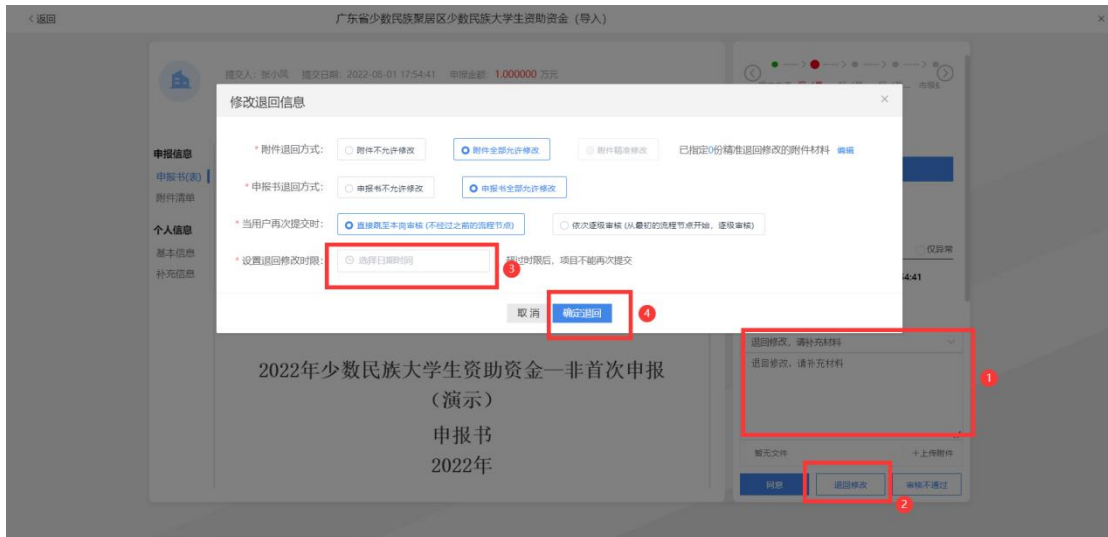 < 返回
广东省少数民族聚居区少数民族大学生资助资金（导入）
×
提交人：张小凤 提交日期：2022-08-01 17:54:41 申报金额：1.000000 万元
申报信息
申报书(表)
附件清单
个人信息
基本信息
补充信息
修改退回信息
×
* 附件退回方式： 附件不允许修改 附件全部允许修改 附件精准修改 已指定0份精准退回修改的附件材料 编辑
* 申报书退回方式： 申报书不允许修改 申报书全部允许修改
* 当用户再次提交时： 直接跳至本岗审核 (不经过之前的流程节点) 依次逐级审核 (从最初的流程节点开始，逐级审核)
* 设置退回修改时限： 选择日期时间 3 超过时限后，项目不能再次提交
取消 确定退回 4
仅异常
4:41
2022年少数民族大学生资助资金—非首次申报
（演示）
申报书
2022年
退回修改，请补充材料
退回修改，请补充材料
1
暂无文件 +上传附件
同意 退回修改 审核不通过
2